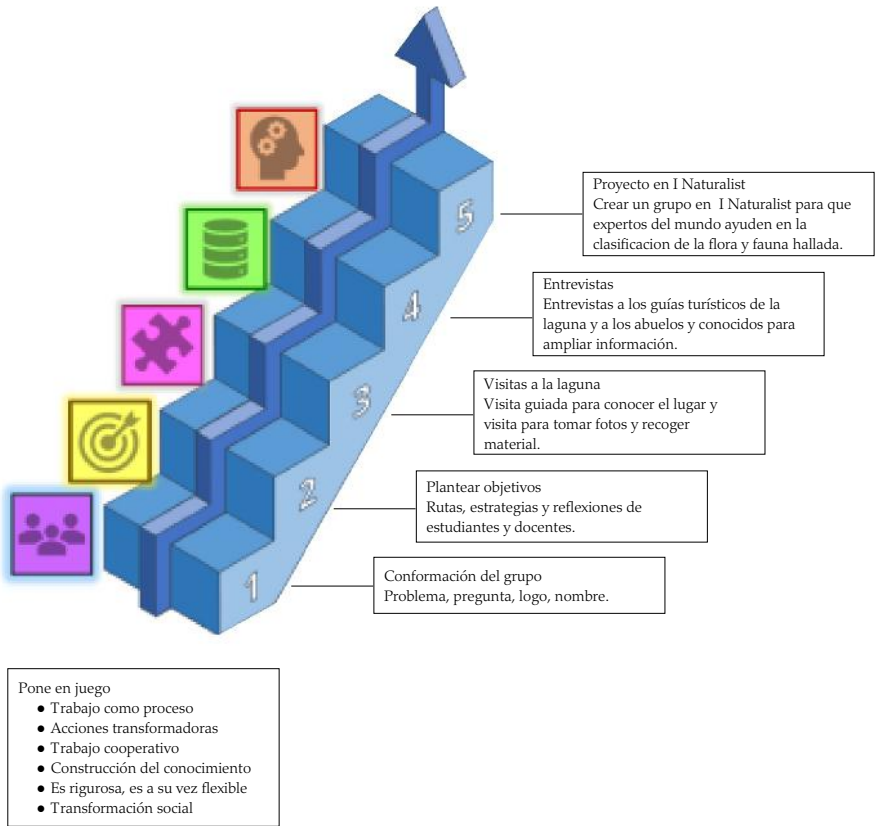 5
Proyecto en I Naturalist
Crear un grupo en I Naturalist para que
expertos del mundo ayuden en la
clasificacion de la flora y fauna hallada.
4
Entrevistas
Entrevistas a los guías turísticos de la
laguna y a los abuelos y conocidos para
ampliar información.
3
Visitas a la laguna
Visita guiada para conocer el lugar y
visita para tomar fotos y recoger
material.
2
Plantear objetivos
Rutas, estrategias y reflexiones de
estudiantes y docentes.
1
Conformación del grupo
Problema, pregunta, logo, nombre.
Pone en juego
● Trabajo como proceso
● Acciones transformadoras
● Trabajo cooperativo
● Construcción del conocimiento
● Es rigurosa, es a su vez flexible
● Transformación social